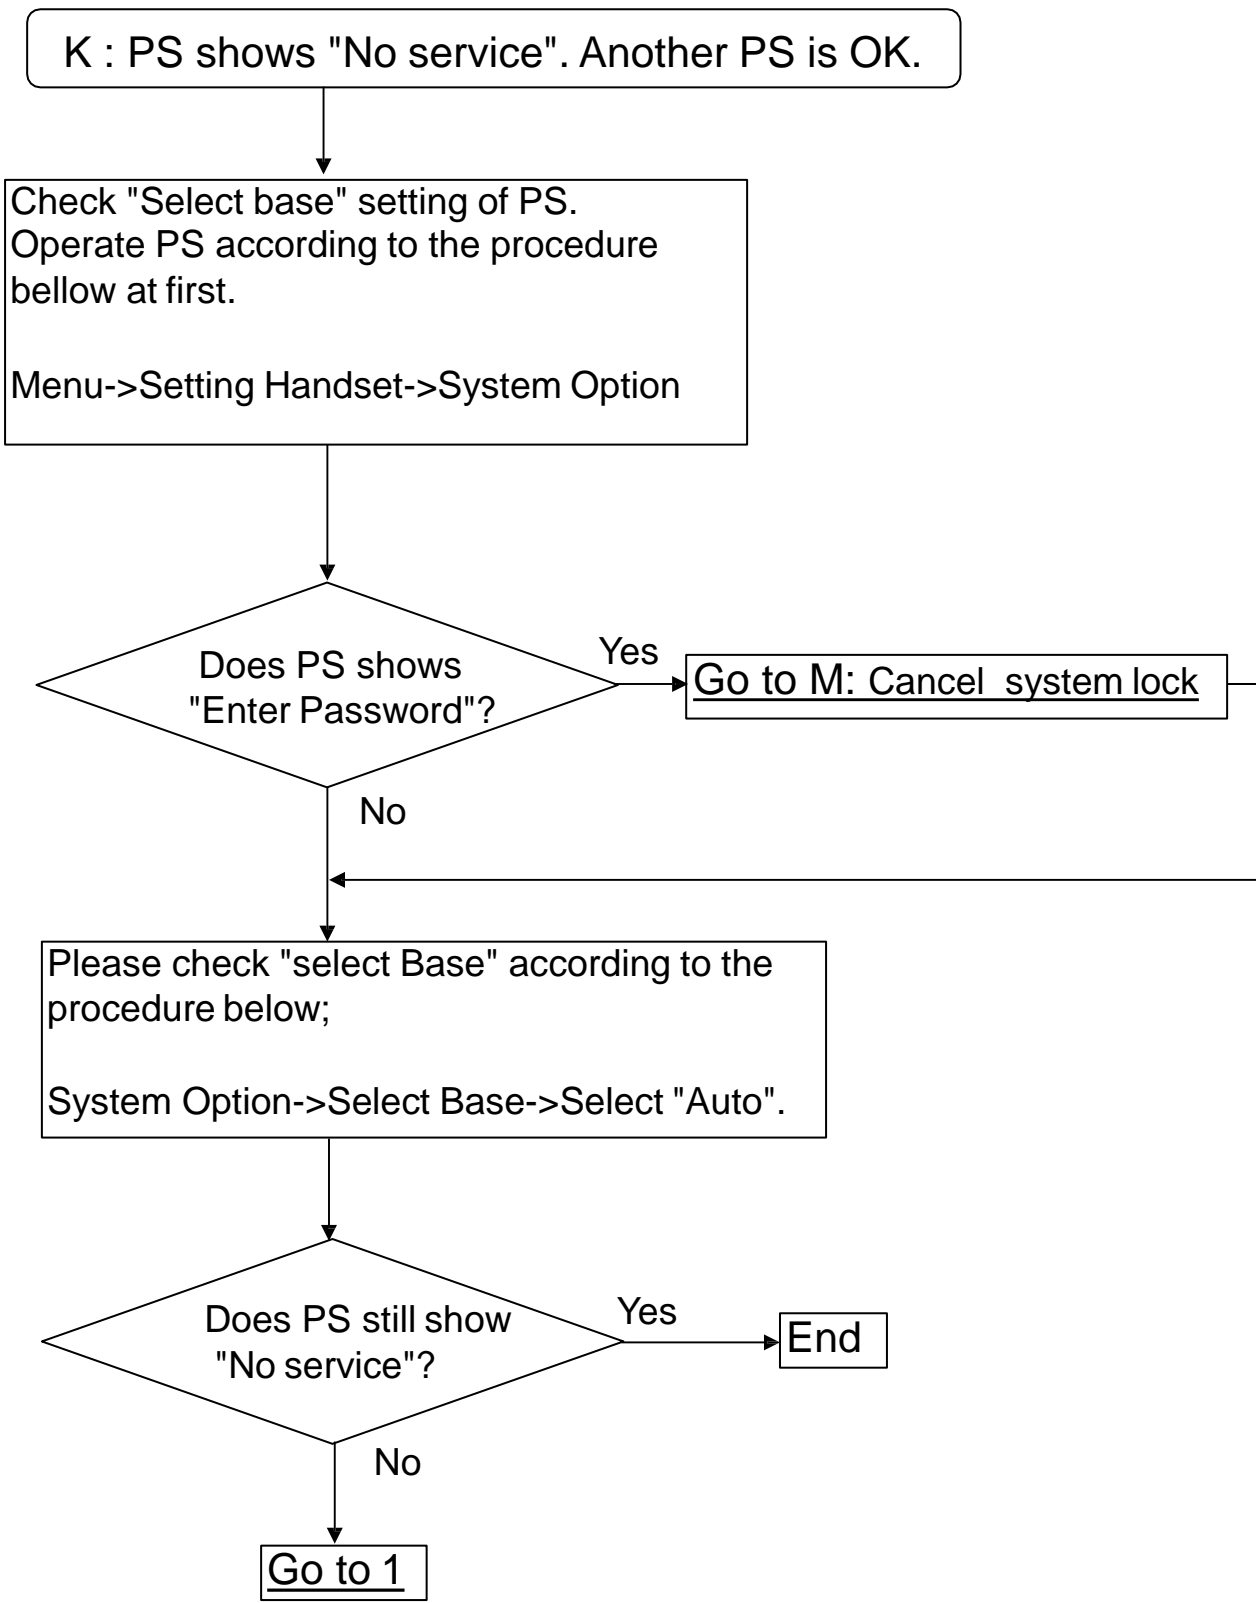 K : PS shows "No service". Another PS is OK.
Check "Select base" setting of PS.
Operate PS according to the procedure
bellow at first.
Menu->Setting Handset->System Option
Does PS shows
"Enter Password"?
Yes
Go to M: Cancel system lock
No
Please check "select Base" according to the
procedure below;
System Option->Select Base->Select "Auto".
Does PS still show
"No service"?
Yes
End
No
Go to 1